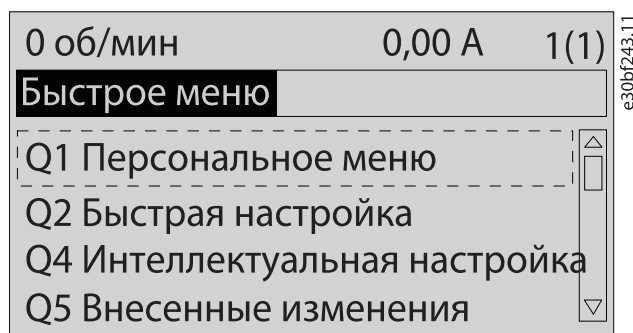 0 об/мин 0,00 A 1(1)
Быстрое меню
Q1 Персональное меню
Q2 Быстрая настройка
Q4 Интеллектуальная настройка
Q5 Внесенные изменения
e30bf243.11